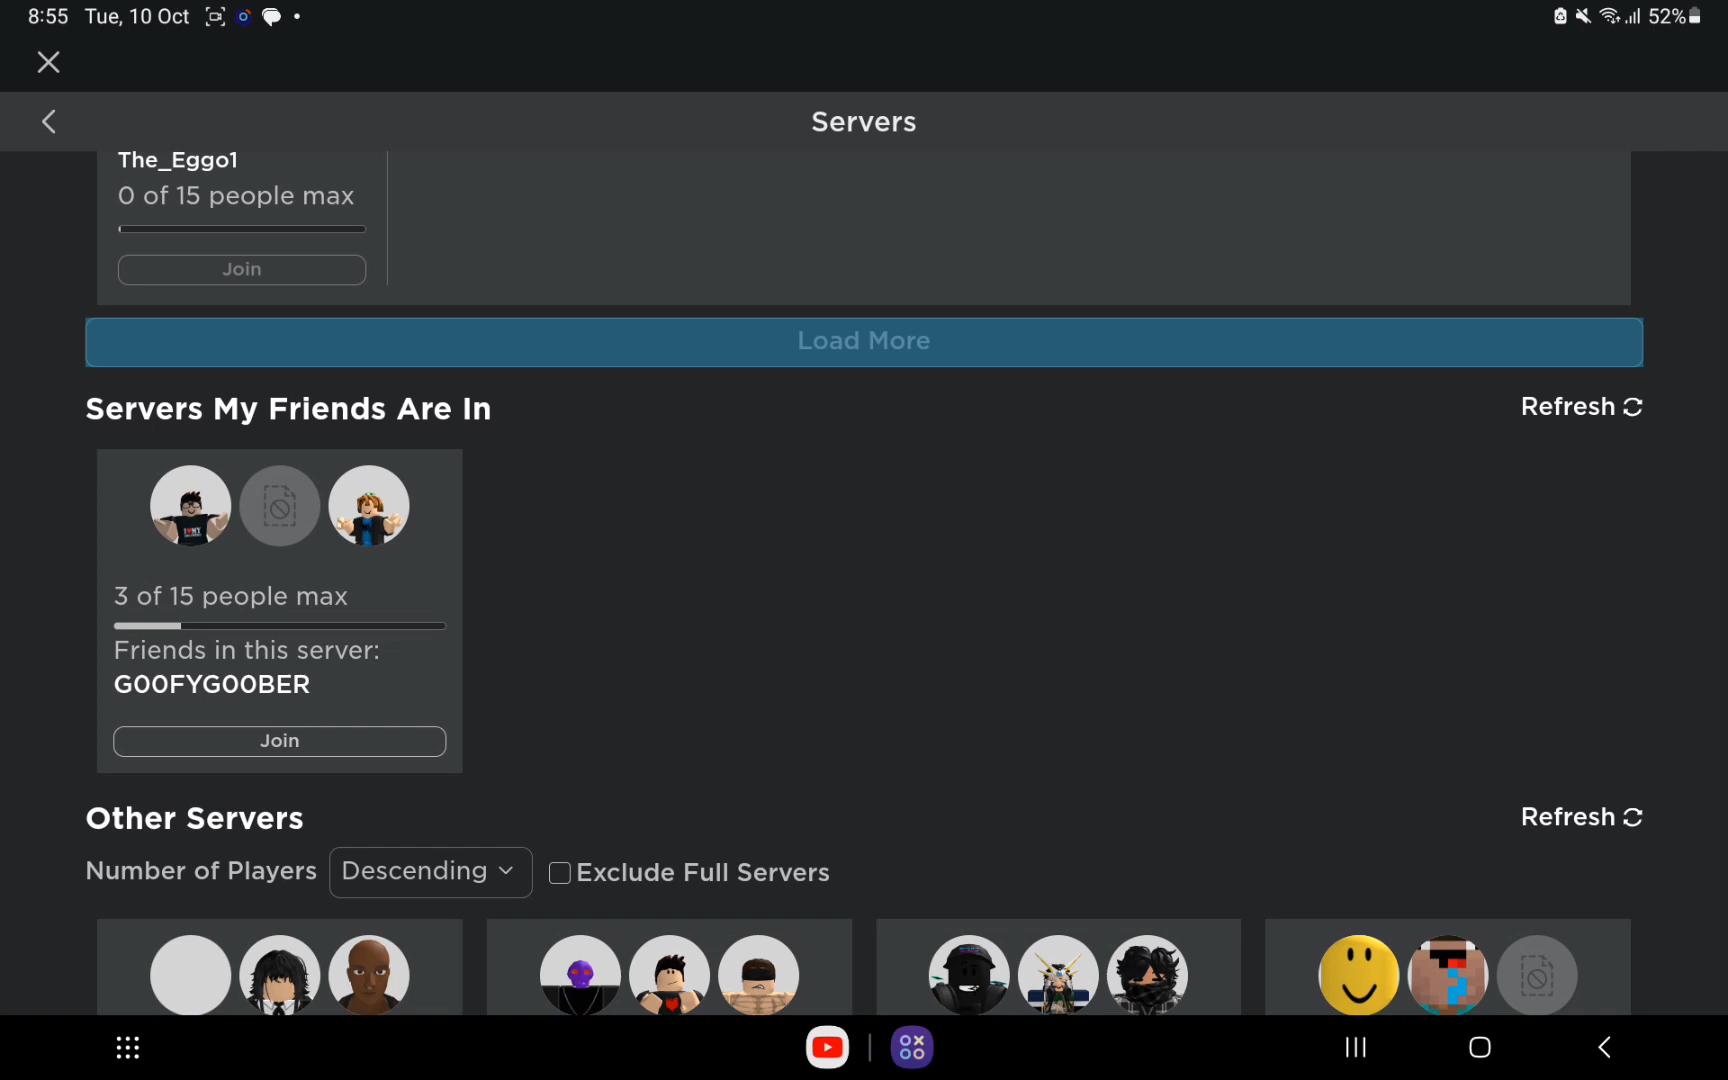 8:55 Tue, 10 Oct
52%
Servers
The_Eggo1
0 of 15 people max
Join
Load More
Servers My Friends Are In
Refresh
3 of 15 people max
Friends in this server:
G00FYG00BER
Join
Other Servers
Refresh
Number of Players Descending Exclude Full Servers